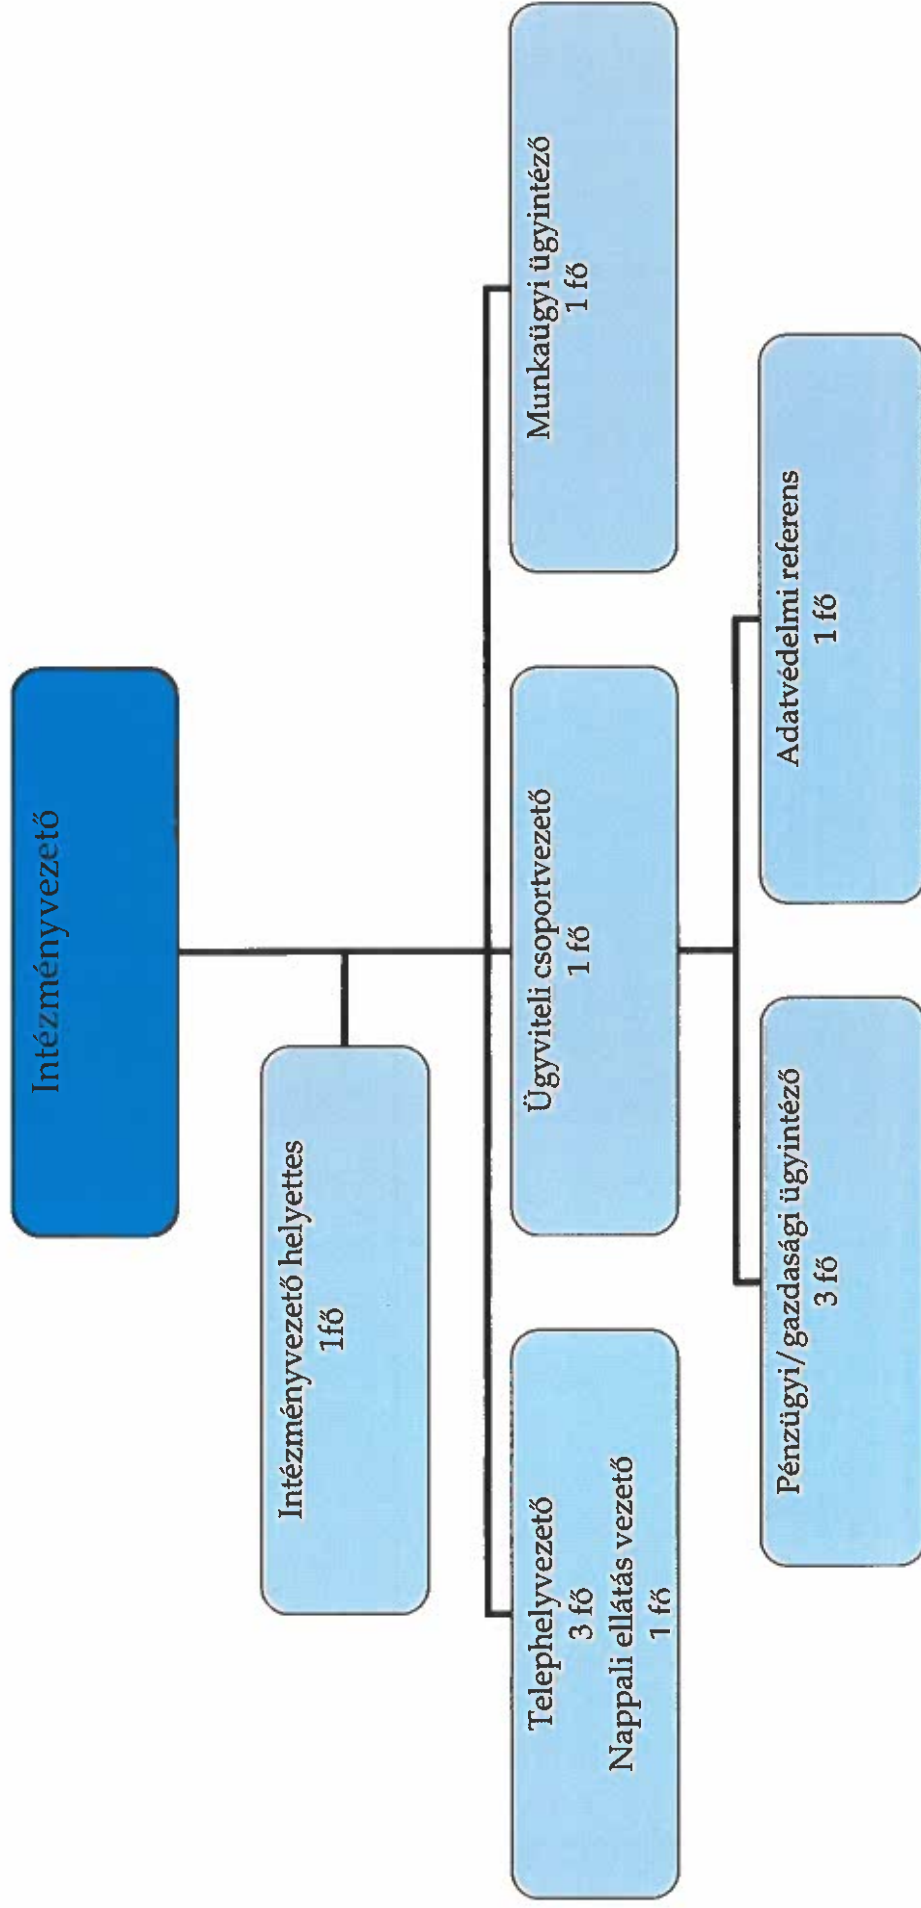 Intézményvezető
Intézményvezető helyettes
1fő
Telephelyvezető
3 fő
Nappali ellátás vezető
1 fő
Ügyviteli csoportvezető
1 fő
Munkaügyi ügyintéző
1 fő
Pénzügyi/gazdasági ügyintéző
3 fő
Adatvédelmi referens
1 fő